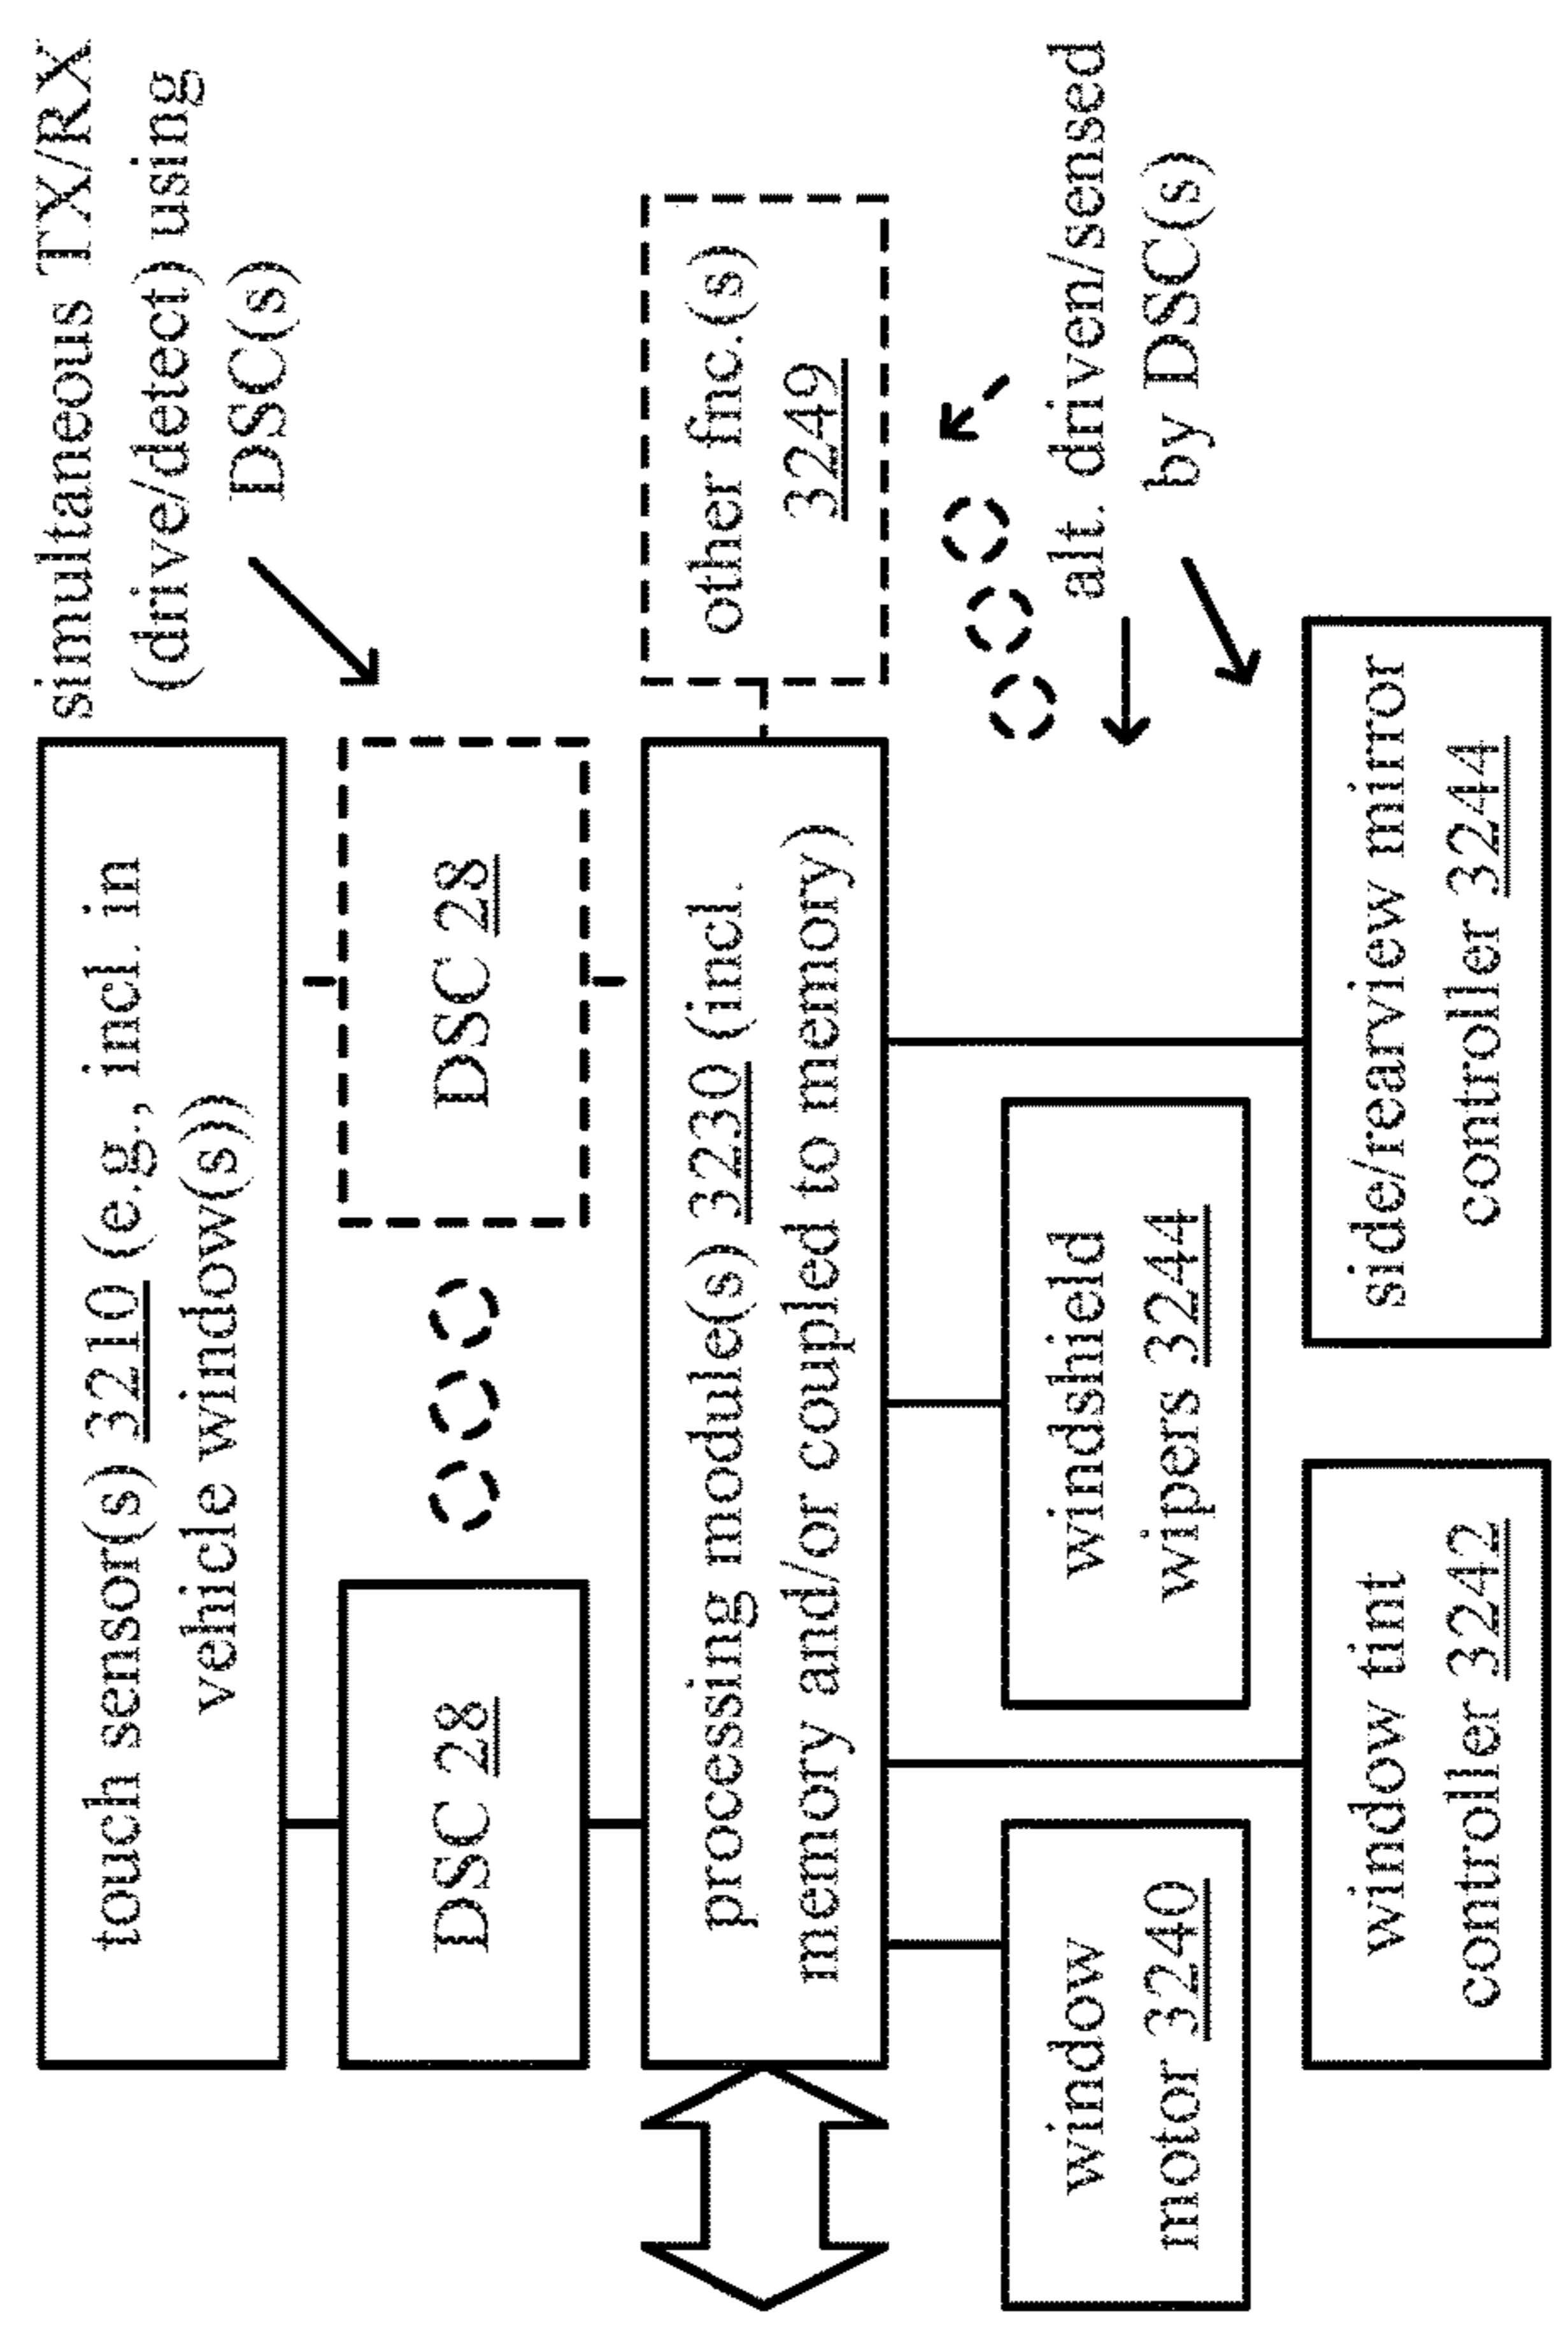 simultaneous TX/RX
(drive/detect) using
DSC(s)
touch sensor(s) 3210 (e.g., incl. in
vehicle window(s))
DSC 28
DSC 28
processing module(s) 3230 (incl.
memory and/or coupled to memory)
other fnc.(s)
3249
alt. driven/sensed
by DSC(s)
window
motor 3240
windshield
wipers 3244
window tint
controller 3242
side/rearview mirror
controller 3244